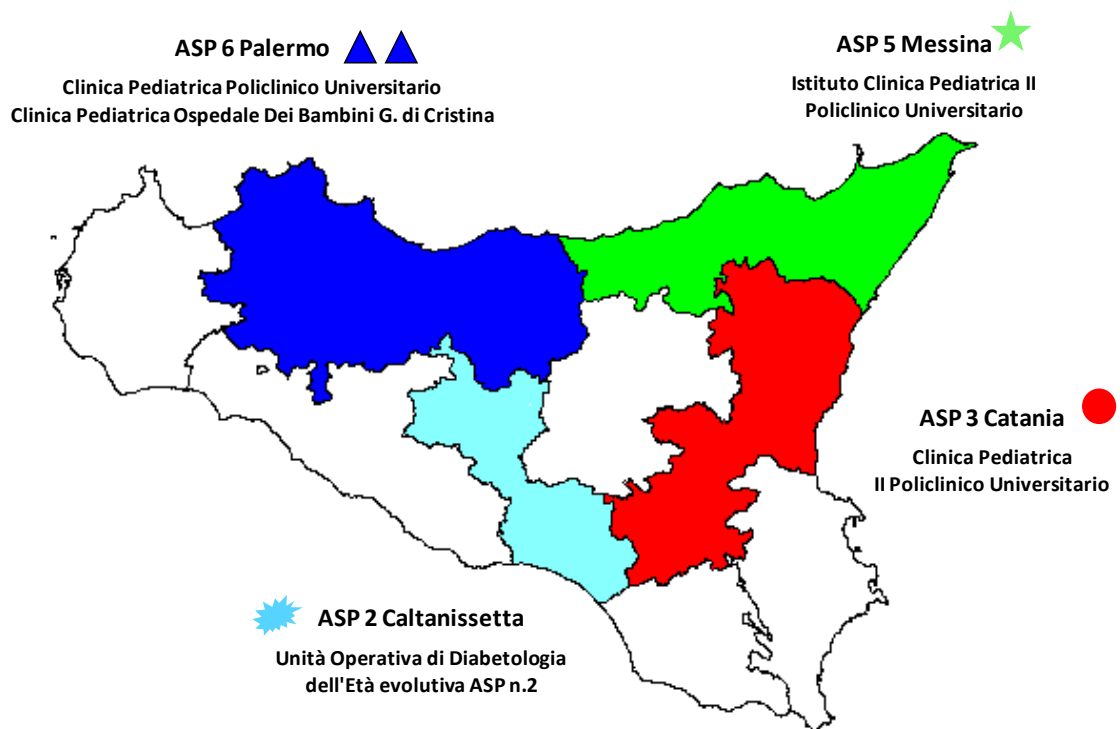 ASP 6 Palermo
Clinica Pediatrica Policlinico Universitario
Clinica Pediatrica Ospedale Dei Bambini G. di Cristina
ASP 5 Messina
Istituto Clinica Pediatrica II
Policlinico Universitario
ASP 3 Catania
Clinica Pediatrica
II Policlinico Universitario
ASP 2 Caltanissetta
Unità Operativa di Diabetologia
dell'Età evolutiva ASP n.2